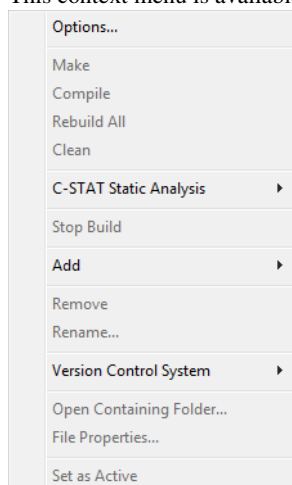 This context menu is availabl
Options...
Make
Compile
Rebuild All
Clean
C-STAT Static Analysis
Stop Build
Add
Remove
Rename...
Version Control System
Open Containing Folder...
File Properties...
Set as Active